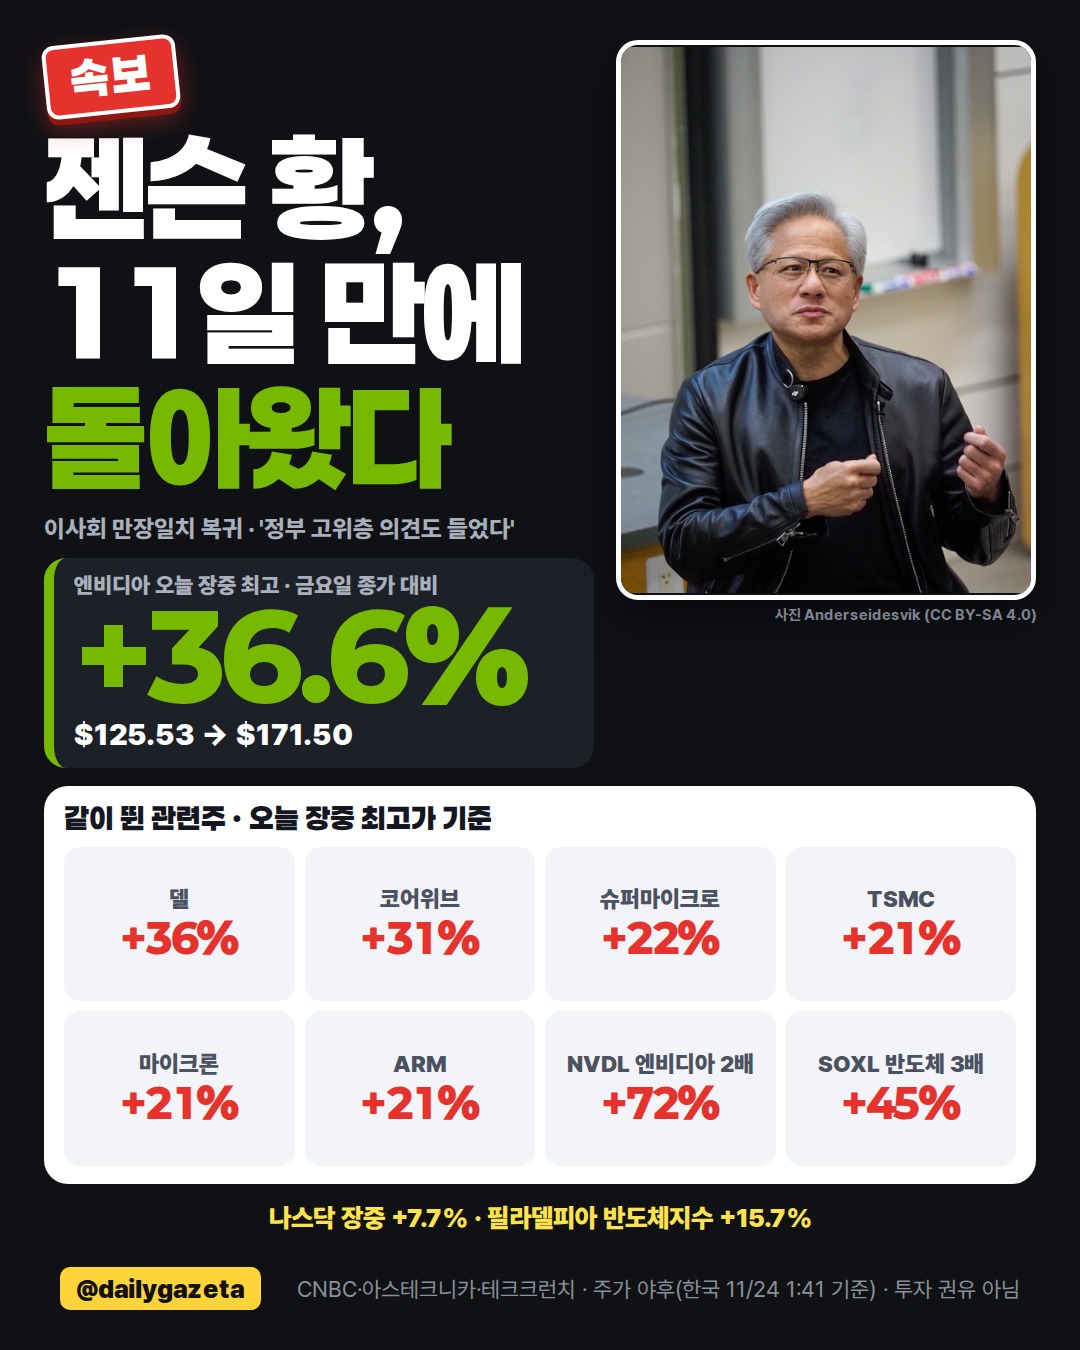 속보
젠슨 황,
11일 만에
돌아왔다
이사회 만장일치 복귀 · '정부 고위층 의견도 들었다'
엔비디아 오늘 장중 최고 · 금요일 종가 대비
+36.6%
$125.53 → $171.50
사진 Anderseidesvik (CC BY-SA 4.0)
같이 뛴 관련주 · 오늘 장중 최고가 기준
델
+36%
코어위브
+31%
슈퍼마이크로
+22%
TSMC
+21%
마이크론
+21%
ARM
+21%
NVDL 엔비디아 2배
+72%
SOXL 반도체 3배
+45%
나스닥 장중 +7.7% · 필라델피아 반도체지수 +15.7%
@dailygazeta
CNBC·아스테크니카·테크크런치 · 주가 야후(한국 11/24 1:41 기준) · 투자 권유 아님